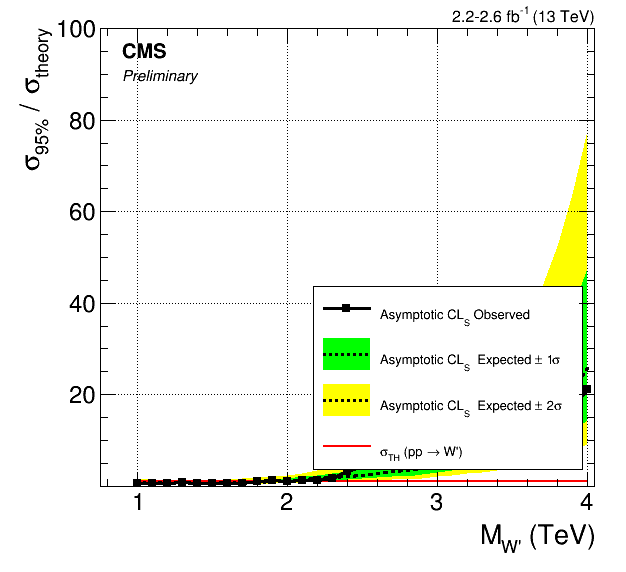 2.2-2.6 fb⁻¹ (13 TeV)
CMS
Preliminary
σ95% / σtheory
100
80
60
40
20
Asymptotic CLS Observed
Asymptotic CLS Expected ± 1σ
Asymptotic CLS Expected ± 2σ
σTH (pp → W')
1 2 3 4
MW' (TeV)